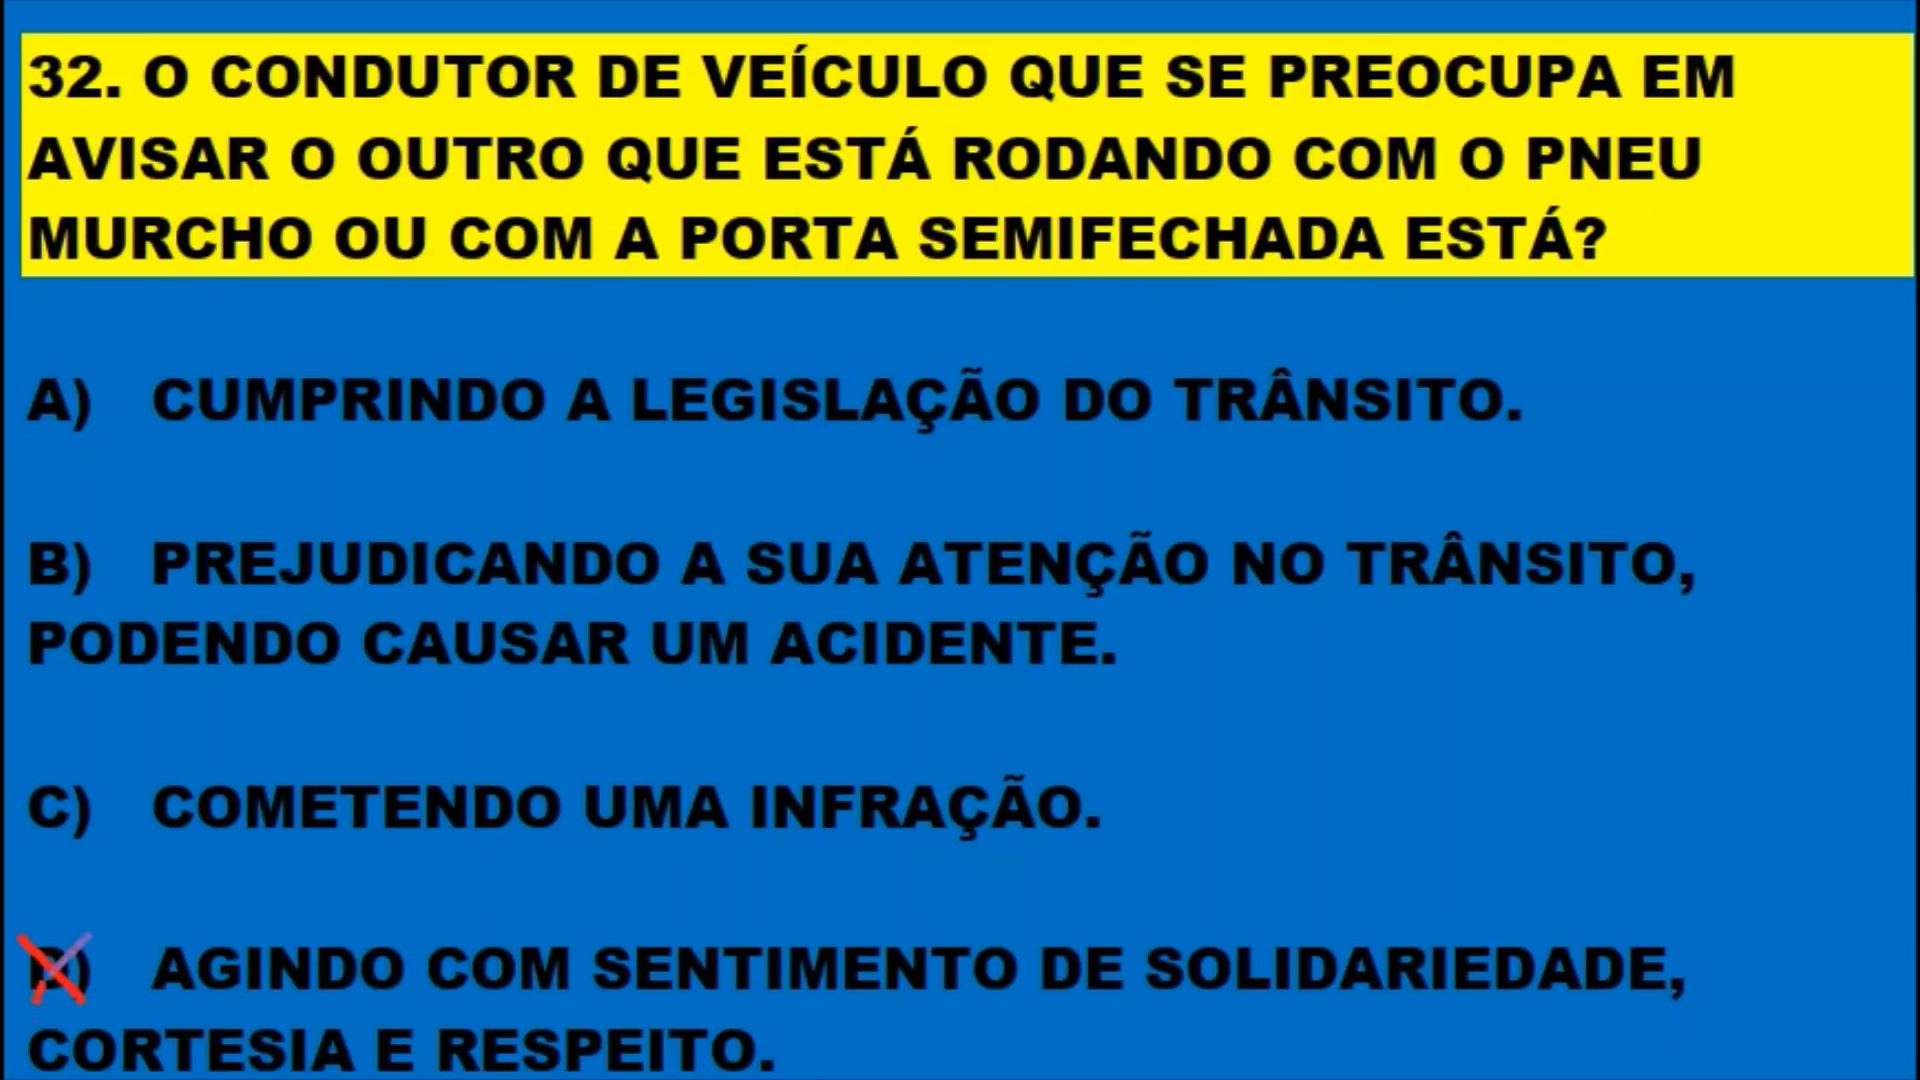 32. O CONDUTOR DE VEÍCULO QUE SE PREOCUPA EM
AVISAR O OUTRO QUE ESTÁ RODANDO COM O PNEU
MURCHO OU COM A PORTA SEMIFECHADA ESTÁ?
A) CUMPRINDO A LEGISLAÇÃO DO TRÂNSITO.
B) PREJUDICANDO A SUA ATENÇÃO NO TRÂNSITO,
PODENDO CAUSAR UM ACIDENTE.
C) COMETENDO UMA INFRAÇÃO.
D) AGINDO COM SENTIMENTO DE SOLIDARIEDADE,
CORTESIA E RESPEITO.